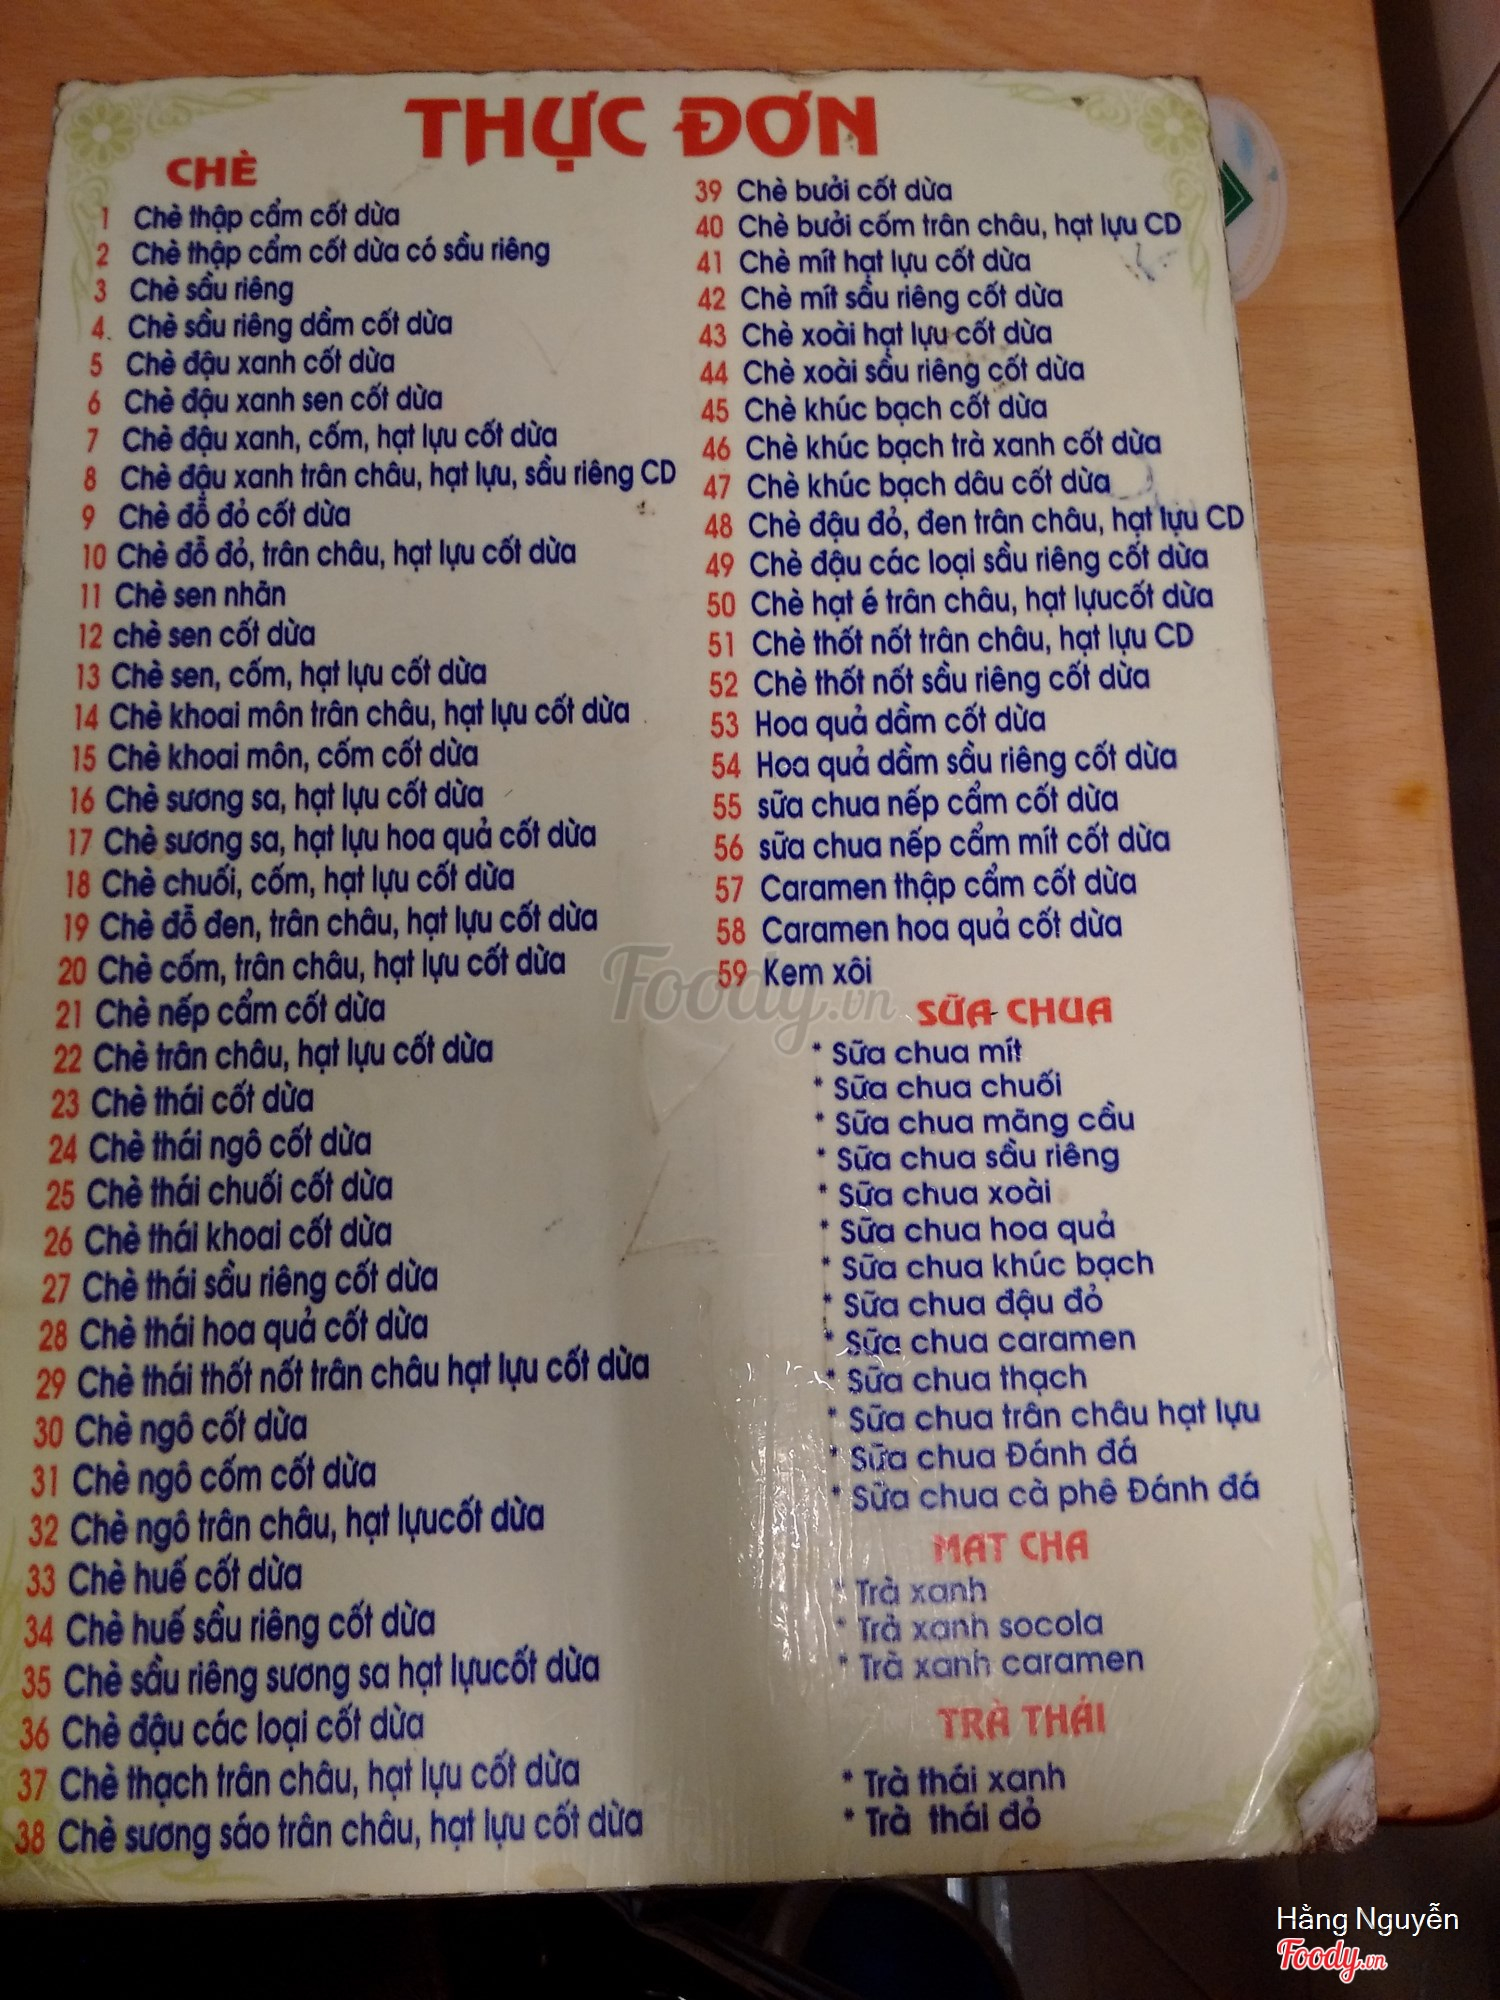 THỰC ĐƠN
CHÈ
1 Chè thập cẩm cốt dừa
2 Chè thập cẩm cốt dừa có sầu riêng
3 Chè sầu riêng
4 Chè sầu riêng dầm cốt dừa
5 Chè đậu xanh cốt dừa
6 Chè đậu xanh sen cốt dừa
7 Chè đậu xanh, cốm, hạt lựu cốt dừa
8 Chè đậu xanh trân châu, hạt lựu, sầu riêng CD
9 Chè đỗ đỏ cốt dừa
10 Chè đỗ đỏ, trân châu, hạt lựu cốt dừa
11 Chè sen nhãn
12 chè sen cốt dừa
13 Chè sen, cốm, hạt lựu cốt dừa
14 Chè khoai môn trân châu, hạt lựu cốt dừa
15 Chè khoai môn, cốm cốt dừa
16 Chè sương sa, hạt lựu cốt dừa
17 Chè sương sa, hạt lựu hoa quả cốt dừa
18 Chè chuối, cốm, hạt lựu cốt dừa
19 Chè đỗ đen, trân châu, hạt lựu cốt dừa
20 Chè cốm, trân châu, hạt lựu cốt dừa
21 Chè nếp cẩm cốt dừa
22 Chè trân châu, hạt lựu cốt dừa
23 Chè thái cốt dừa
24 Chè thái ngô cốt dừa
25 Chè thái chuối cốt dừa
26 Chè thái khoai cốt dừa
27 Chè thái sầu riêng cốt dừa
28 Chè thái hoa quả cốt dừa
29 Chè thái thốt nốt trân châu hạt lựu cốt dừa
30 Chè ngô cốt dừa
31 Chè ngô cốm cốt dừa
32 Chè ngô trân châu, hạt lựucốt dừa
33 Chè huế cốt dừa
34 Chè huế sầu riêng cốt dừa
35 Chè sầu riêng sương sa hạt lựucốt dừa
36 Chè đậu các loại cốt dừa
37 Chè thạch trân châu, hạt lựu cốt dừa
38 Chè sương sáo trân châu, hạt lựu cốt dừa
39 Chè bưởi cốt dừa
40 Chè bưởi cốm trân châu, hạt lựu CD
41 Chè mít hạt lựu cốt dừa
42 Chè mít sầu riêng cốt dừa
43 Chè xoài hạt lựu cốt dừa
44 Chè xoài sầu riêng cốt dừa
45 Chè khúc bạch cốt dừa
46 Chè khúc bạch trà xanh cốt dừa
47 Chè khúc bạch dâu cốt dừa
48 Chè đậu đỏ, đen trân châu, hạt lựu CD
49 Chè đậu các loại sầu riêng cốt dừa
50 Chè hạt é trân châu, hạt lựucốt dừa
51 Chè thốt nốt trân châu, hạt lựu CD
52 Chè thốt nốt sầu riêng cốt dừa
53 Hoa quả dầm cốt dừa
54 Hoa quả dầm sầu riêng cốt dừa
55 sữa chua nếp cẩm cốt dừa
56 sữa chua nếp cẩm mít cốt dừa
57 Caramen thập cẩm cốt dừa
58 Caramen hoa quả cốt dừa
59 Kem xôi
SỮA CHUA
* Sữa chua mít
* Sữa chua chuối
* Sữa chua mãng cầu
* Sữa chua sầu riêng
* Sữa chua xoài
* Sữa chua hoa quả
* Sữa chua khúc bạch
* Sữa chua đậu đỏ
* Sữa chua caramen
* Sữa chua thạch
* Sữa chua trân châu hạt lựu
* Sữa chua Đánh đá
* Sữa chua cà phê Đánh đá
MAT CHA
* Trà xanh
* Trà xanh socola
* Trà xanh caramen
TRÀ THÁI
* Trà thái xanh
* Trà thái đỏ
Foody.vn
Hằng Nguyễn
Foody.vn